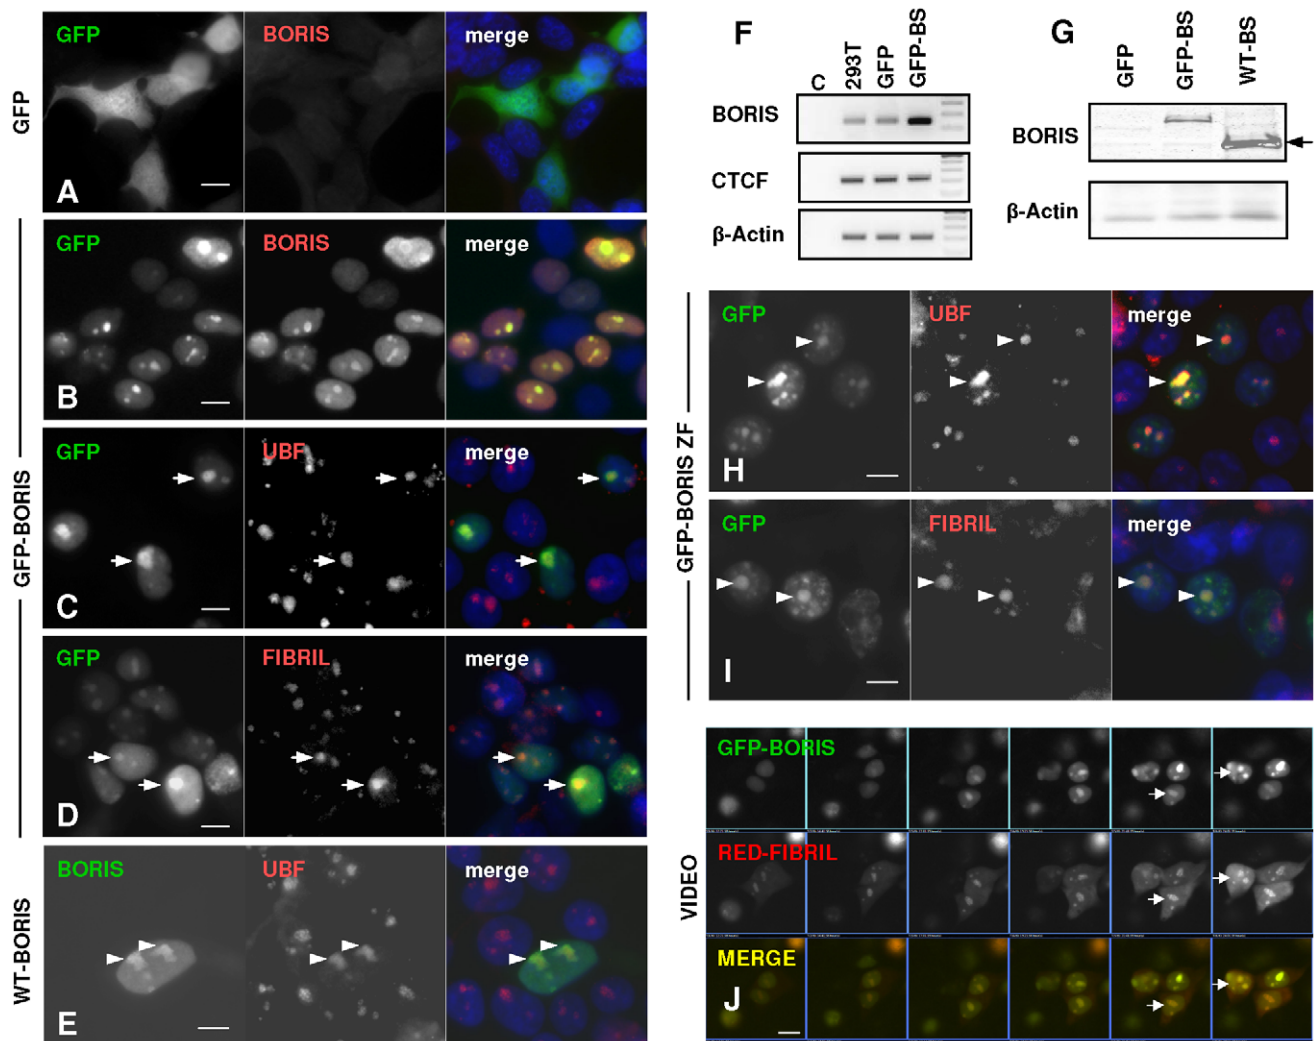 GFP
GFP
BORIS
merge
A
GFP-BORIS
GFP
BORIS
merge
B
GFP
UBF
merge
C
GFP
FIBRIL
merge
D
WT-BORIS
BORIS
UBF
merge
E
F
C
293T
GFP
GFP-BS
BORIS
CTCF
β-Actin
G
GFP
GFP-BS
WT-BS
BORIS
β-Actin
GFP-BORIS ZF
GFP
UBF
merge
H
GFP
FIBRIL
merge
I
VIDEO
GFP-BORIS
RED-FIBRIL
MERGE
J